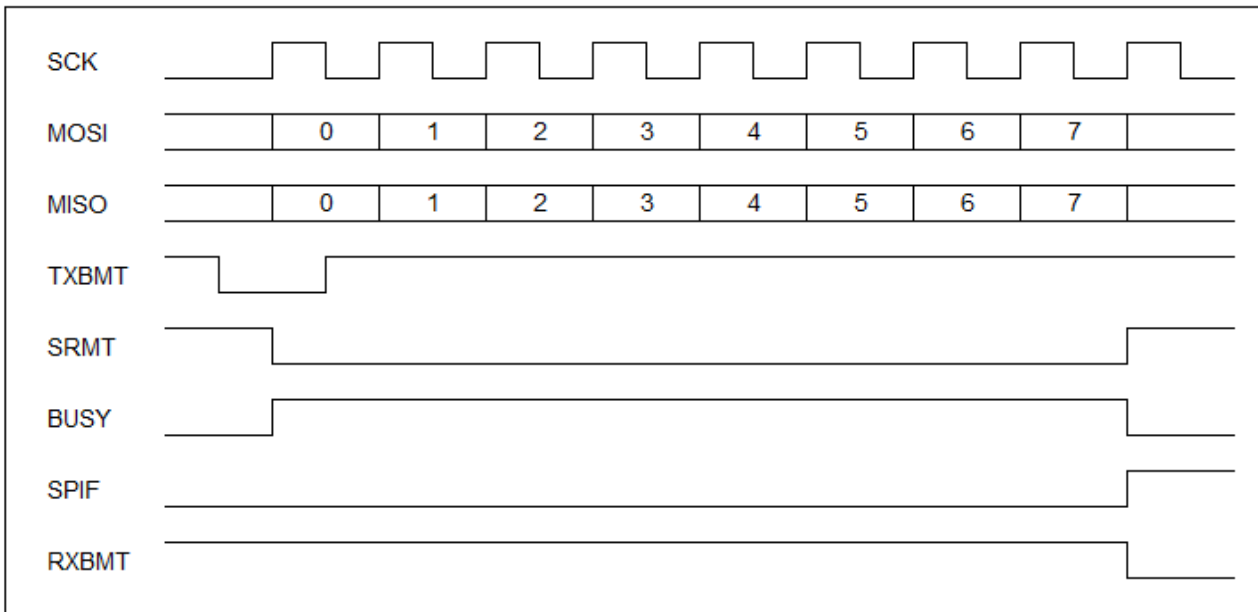 SCK
MOSI 0 1 2 3 4 5 6 7
MISO 0 1 2 3 4 5 6 7
TXBMT
SRMT
BUSY
SPIF
RXBMT